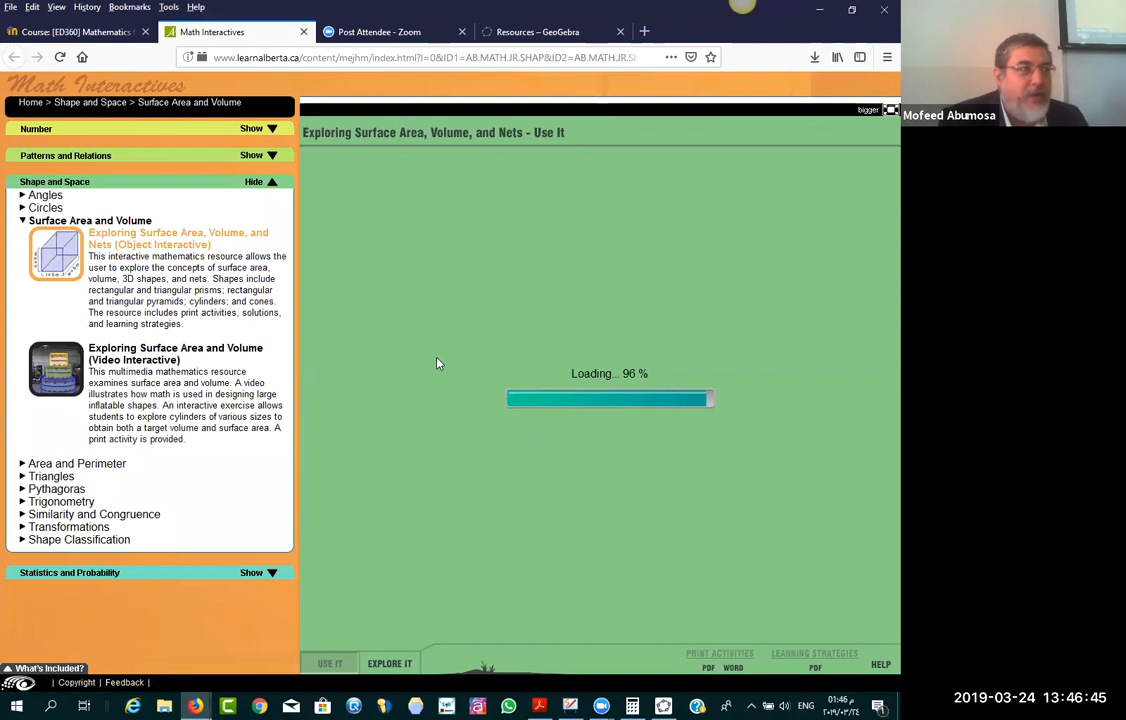 File Edit View History Bookmarks Tools Help
Course: [ED360] Mathematics f
Math Interactives
Post Attendee - Zoom
Resources – GeoGebra
www.learnalberta.ca/content/mejhm/index.html?l=0&ID1=AB.MATH.JR.SHAP&ID2=AB.MATH.JR.SH
Math Interactives
Home > Shape and Space > Surface Area and Volume
bigger
Number Show
Exploring Surface Area, Volume, and Nets - Use It
Patterns and Relations Show
Shape and Space Hide
Angles
Circles
Surface Area and Volume
Exploring Surface Area, Volume, and
Nets (Object Interactive)
This interactive mathematics resource allows the
user to explore the concepts of surface area,
volume, 3D shapes, and nets. Shapes include
rectangular and triangular prisms; rectangular
and triangular pyramids; cylinders; and cones.
The resource includes print activities, solutions,
and learning strategies.
Exploring Surface Area and Volume
(Video Interactive)
This multimedia mathematics resource
examines surface area and volume. A video
illustrates how math is used in designing large
inflatable shapes. An interactive exercise allows
students to explore cylinders of various sizes to
obtain both a target volume and surface area. A
print activity is provided.
Area and Perimeter
Triangles
Pythagoras
Trigonometry
Similarity and Congruence
Transformations
Shape Classification
Statistics and Probability Show
Loading... 96 %
What's Included?
USE IT
EXPLORE IT
PRINT ACTIVITIES
PDF WORD
LEARNING STRATEGIES
PDF
HELP
| Copyright | Feedback |
ENG
٠١:٤٦ م
٢٠١٩/٠٣/٢٤
Mofeed Abumosa
2019-03-24 13:46:45